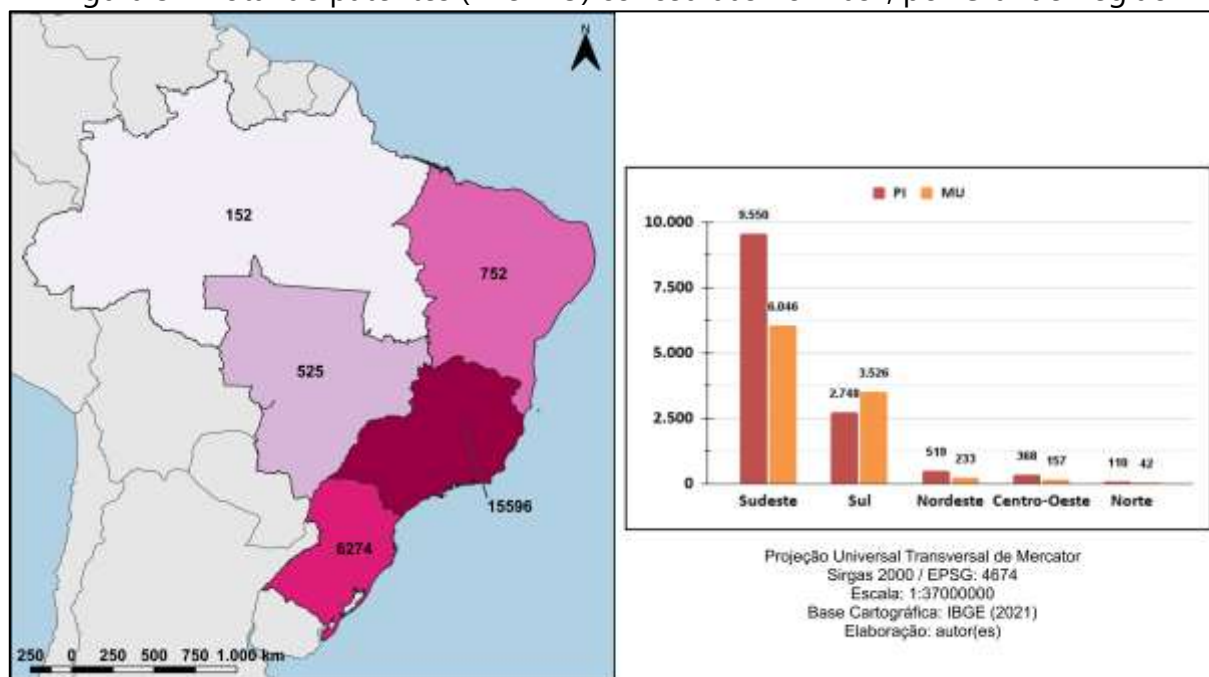 N
152
752
525
15596
6274
250 0 250 500 750 1.000 km
PI MU
10.000
7.500
5.000
2.500
0
9.550
6.046
2.748
3.526
519
233
368
157
110
42
Sudeste Sul Nordeste Centro-Oeste Norte
Projeção Universal Transversal de Mercator
Sirgas 2000 / EPSG: 4674
Escala: 1:37000000
Base Cartográfica: IBGE (2021)
Elaboração: autor(es)